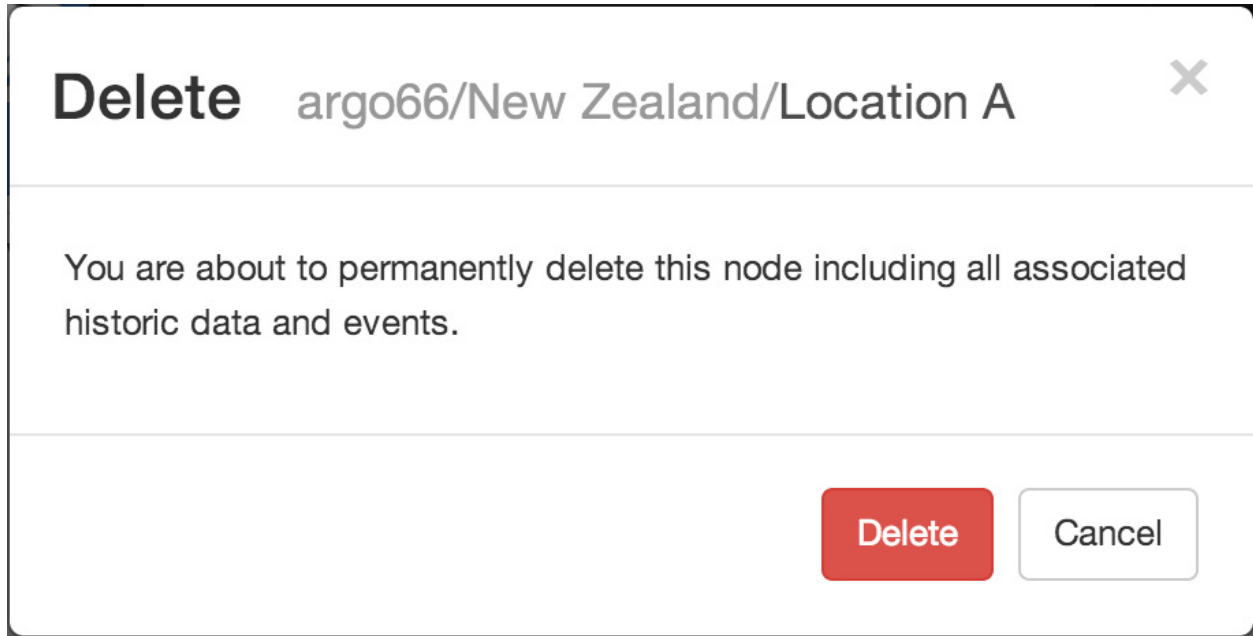 Delete argo66/New Zealand/Location A
You are about to permanently delete this node including all associated
historic data and events.
Delete Cancel